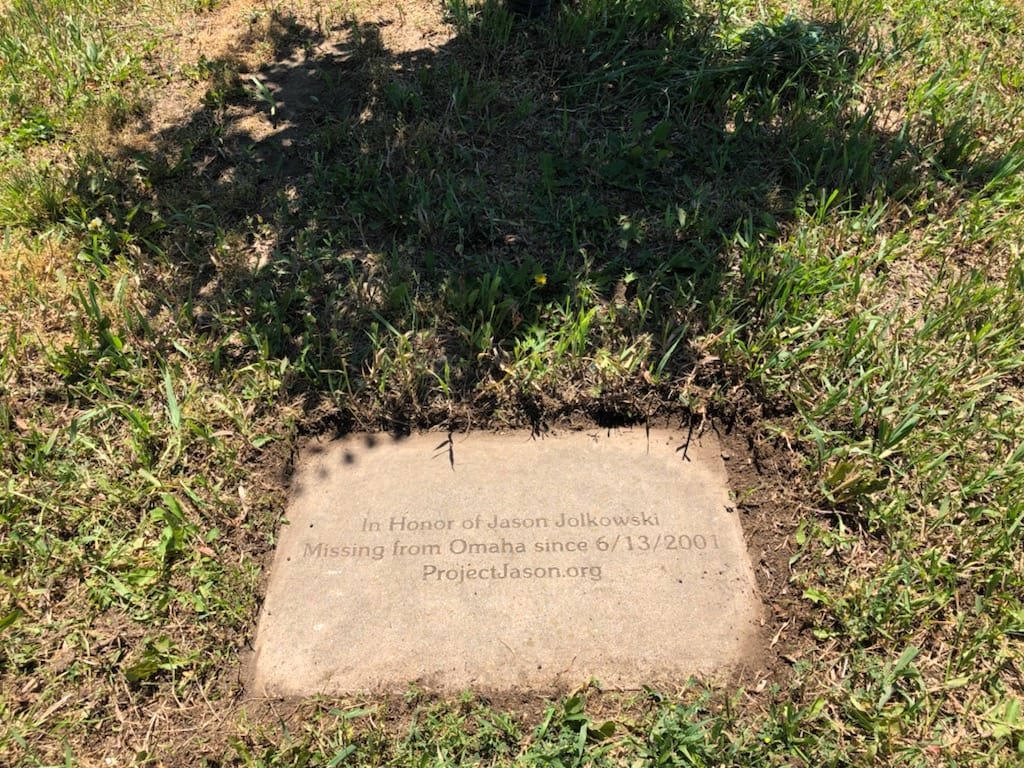 In Honor of Jason Jolkowski
Missing from Omaha since 6/13/2001
ProjectJason.org